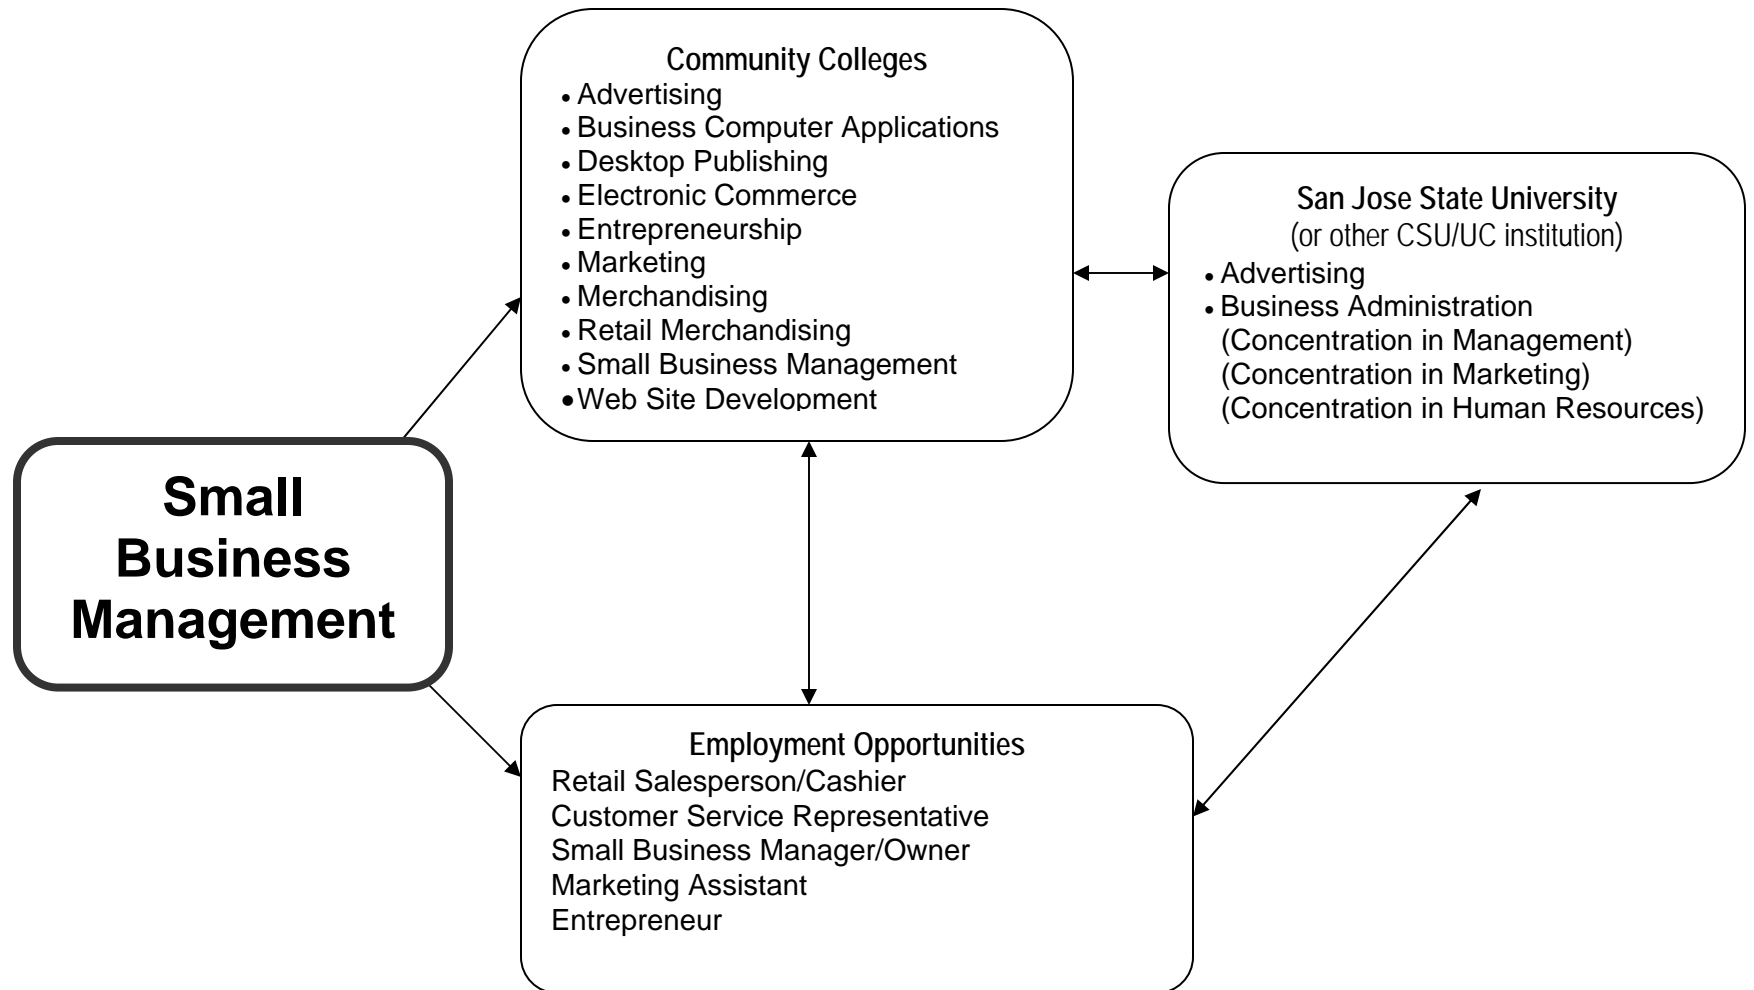 Community Colleges
• Advertising
• Business Computer Applications
• Desktop Publishing
• Electronic Commerce
• Entrepreneurship
• Marketing
• Merchandising
• Retail Merchandising
• Small Business Management
• Web Site Development
San Jose State University
(or other CSU/UC institution)
• Advertising
• Business Administration
(Concentration in Management)
(Concentration in Marketing)
(Concentration in Human Resources)
Small
Business
Management
Employment Opportunities
Retail Salesperson/Cashier
Customer Service Representative
Small Business Manager/Owner
Marketing Assistant
Entrepreneur